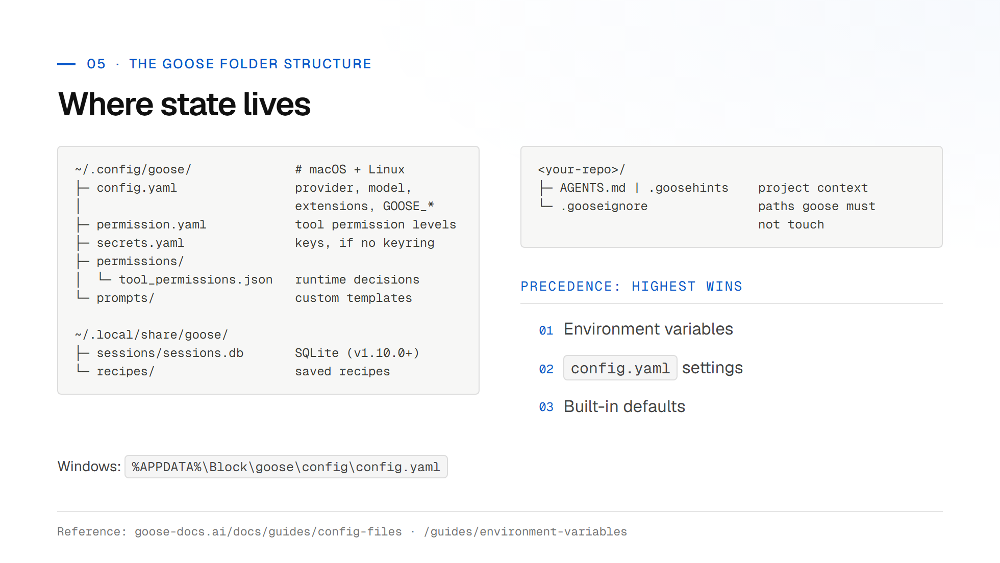 05 · THE GOOSE FOLDER STRUCTURE
Where state lives
~/.config/goose/ # macOS + Linux
├─ config.yaml provider, model,
│ extensions, GOOSE_*
├─ permission.yaml tool permission levels
├─ secrets.yaml keys, if no keyring
├─ permissions/
│ └─ tool_permissions.json runtime decisions
└─ prompts/ custom templates
~/.local/share/goose/
├─ sessions/sessions.db SQLite (v1.10.0+)
└─ recipes/ saved recipes
<your-repo>/
├─ AGENTS.md | .goosehints project context
└─ .gooseignore paths goose must
not touch
PRECEDENCE: HIGHEST WINS
01 Environment variables
02 config.yaml settings
03 Built-in defaults
Windows: %APPDATA%\Block\goose\config\config.yaml
Reference: goose-docs.ai/docs/guides/config-files · /guides/environment-variables